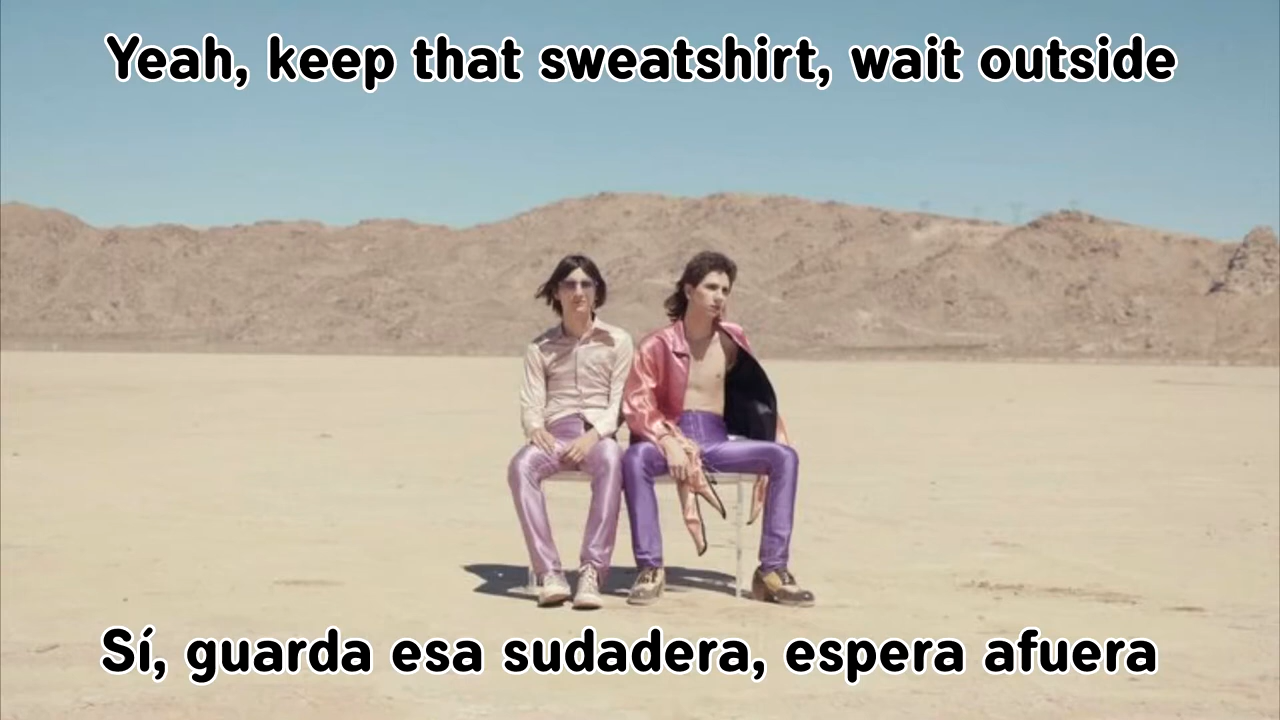 Yeah, keep that sweatshirt, wait outside
Sí, guarda esa sudadera, espera afuera